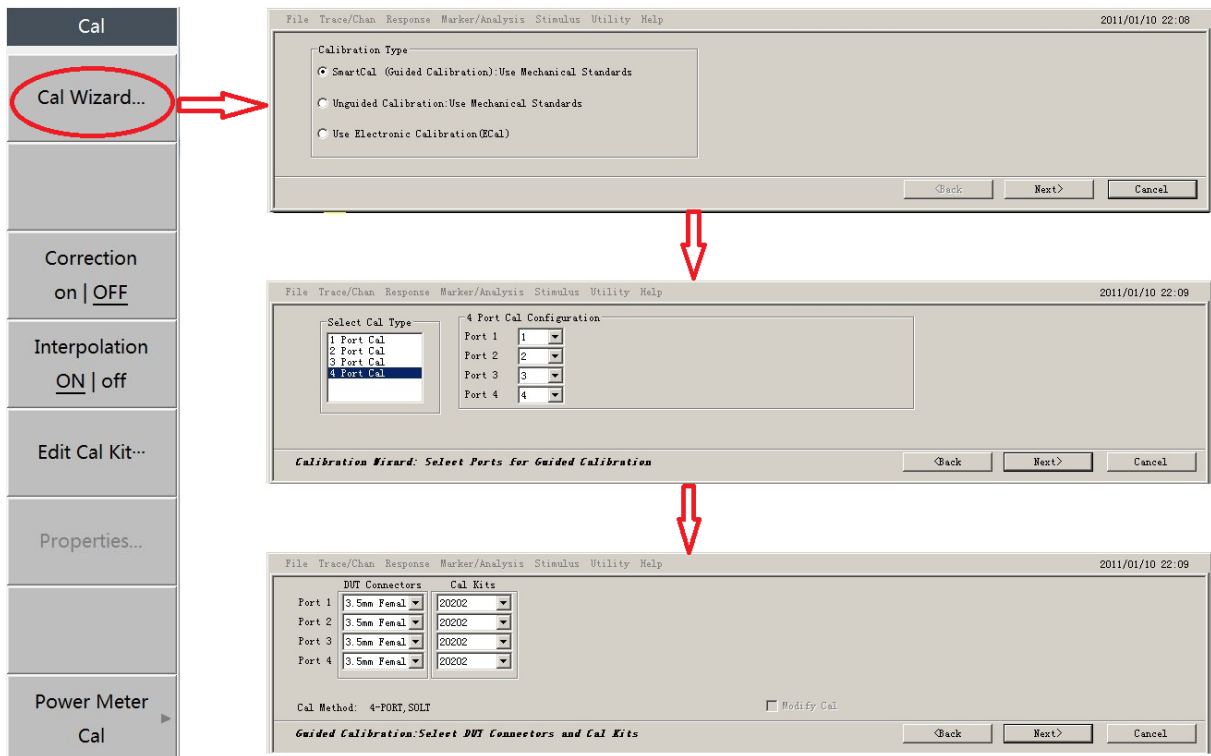 Cal
Cal Wizard...
Correction
on | OFF
Interpolation
ON | off
Edit Cal Kit...
Properties...
Power Meter
Cal
File Trace/Chan Response Marker/Analysis Stimulus Utility Help 2011/01/10 22:08
Calibration Type
SmartCal (Guided Calibration):Use Mechanical Standards
Unguided Calibration:Use Mechanical Standards
Use Electronic Calibration(ECal)
<Back Next> Cancel
File Trace/Chan Response Marker/Analysis Stimulus Utility Help 2011/01/10 22:09
Select Cal Type
1 Port Cal
2 Port Cal
3 Port Cal
4 Port Cal
4 Port Cal Configuration
Port 1 1
Port 2 2
Port 3 3
Port 4 4
Calibration Wizard: Select Ports for Guided Calibration <Back Next> Cancel
File Trace/Chan Response Marker/Analysis Stimulus Utility Help 2011/01/10 22:09
DUT Connectors Cal Kits
Port 1 3.5mm Femal 20202
Port 2 3.5mm Femal 20202
Port 3 3.5mm Femal 20202
Port 4 3.5mm Femal 20202
Cal Method: 4-PORT,SOLT Modify Cal
Guided Calibration:Select DUT Connectors and Cal Kits <Back Next> Cancel